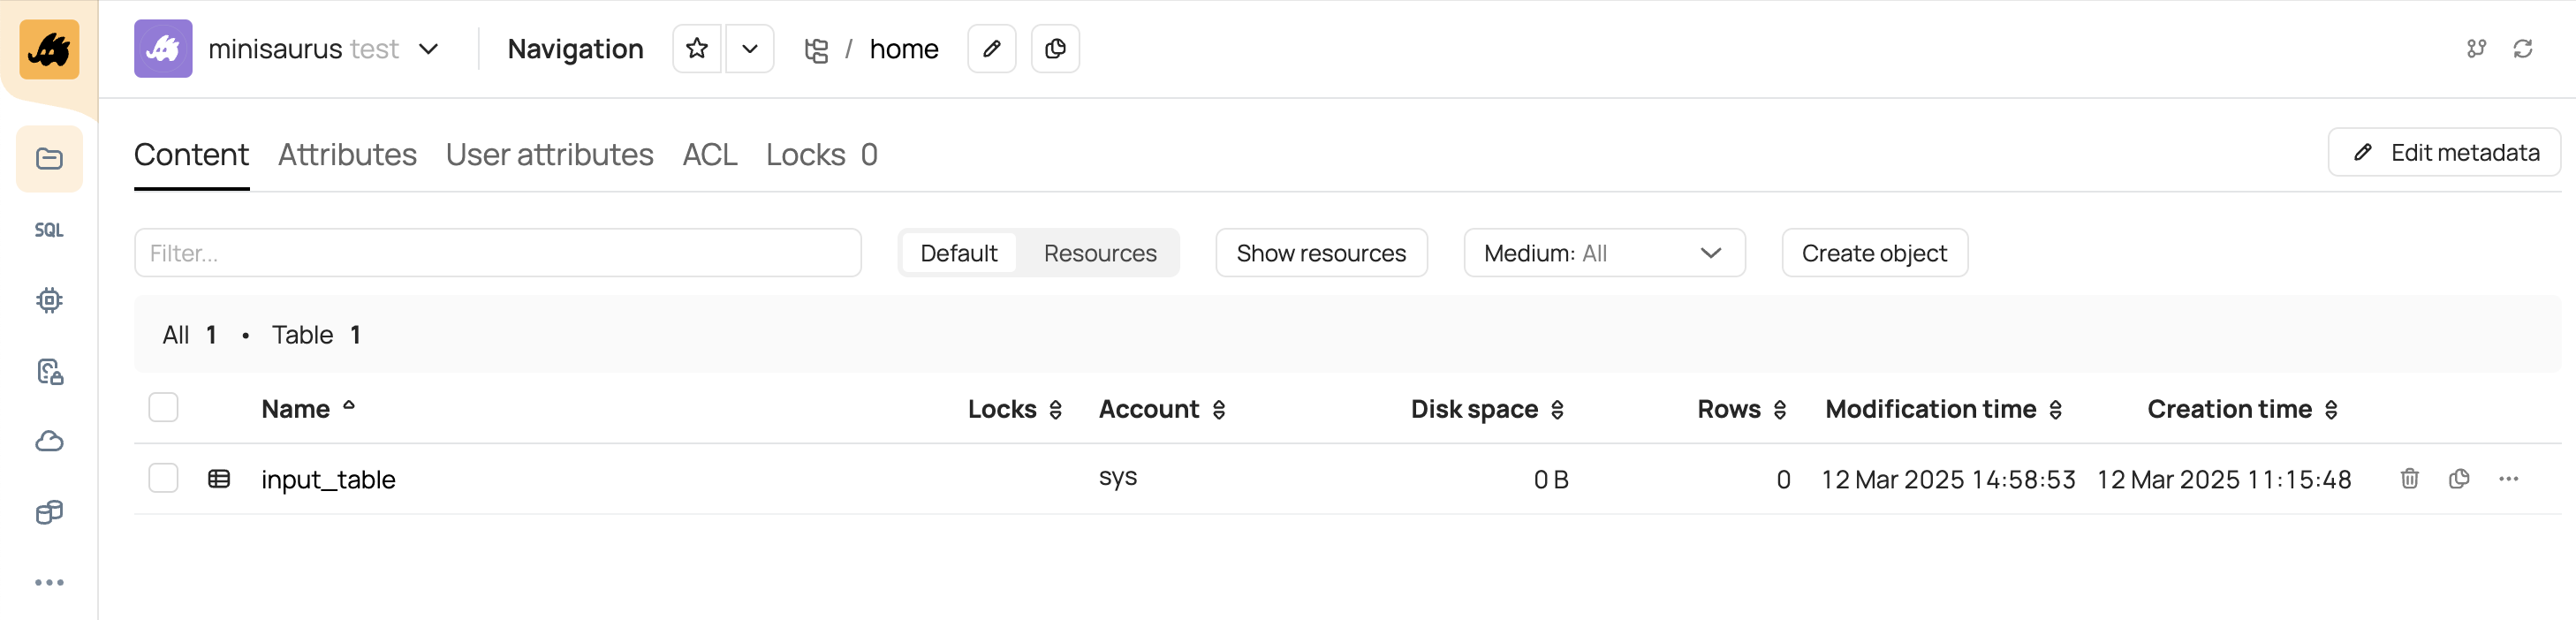 minisaurus test
Navigation
/ home
Content Attributes User attributes ACL Locks 0
Edit metadata
SQL
Filter...
Default Resources
Show resources
Medium: All
Create object
All 1 • Table 1
Name Locks Account Disk space Rows Modification time Creation time
input_table sys 0 B 0 12 Mar 2025 14:58:53 12 Mar 2025 11:15:48